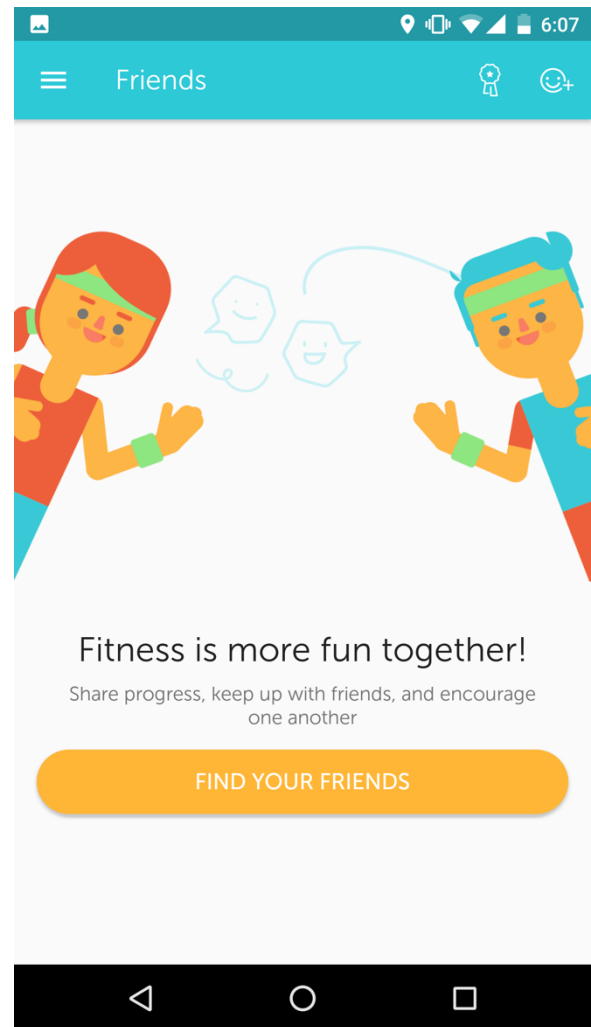 6:07
Friends
Fitness is more fun together!
Share progress, keep up with friends, and encourage
one another
FIND YOUR FRIENDS